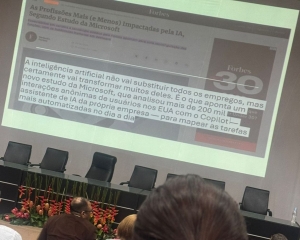 Forbes
As Profissões Mais (e Menos) Impactadas pela IA,
Segundo Estudo da Microsoft
Forbes
30
A inteligência artificial não vai substituir todos os empregos, mas
certamente vai transformar muitos deles. É o que aponta um
novo estudo da Microsoft, que analisou mais de 200 mil
interações anônimas de usuários nos EUA com o Copilot —
assistente de IA da própria empresa — para mapear as tarefas
mais automatizadas no dia a dia